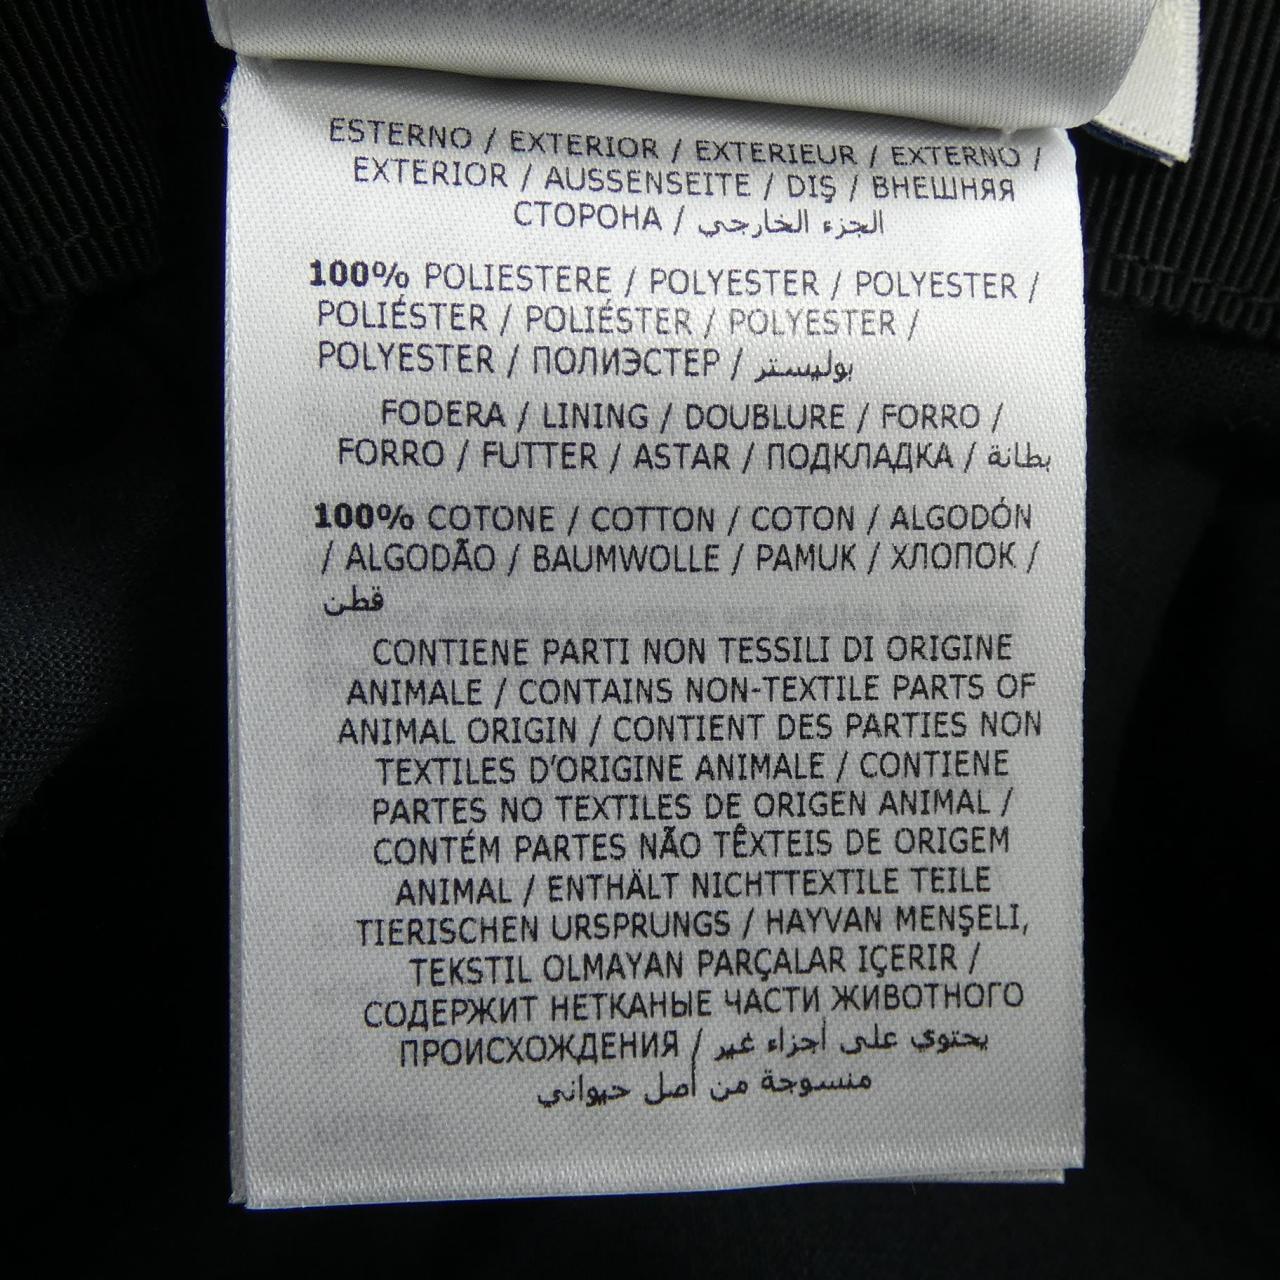 ESTERNO / EXTERIOR / EXTERIEUR / EXTERNO /
EXTERIOR / AUSSENSEITE / DIŞ / ВНЕШНЯЯ
СТОРОНА / الجزء الخارجي
100% POLIESTERE / POLYESTER / POLYESTER /
POLIÉSTER / POLIÉSTER / POLYESTER /
POLYESTER / ПОЛИЭСТЕР / بوليستر
FODERA / LINING / DOUBLURE / FORRO /
FORRO / FUTTER / ASTAR / ПОДКЛАДКА / بطانة
100% COTONE / COTTON / COTON / ALGODÓN
/ ALGODÃO / BAUMWOLLE / PAMUK / ХЛОПОК /
قطن
CONTIENE PARTI NON TESSILI DI ORIGINE
ANIMALE / CONTAINS NON-TEXTILE PARTS OF
ANIMAL ORIGIN / CONTIENT DES PARTIES NON
TEXTILES D'ORIGINE ANIMALE / CONTIENE
PARTES NO TEXTILES DE ORIGEN ANIMAL /
CONTÉM PARTES NÃO TÊXTEIS DE ORIGEM
ANIMAL / ENTHÄLT NICHTTEXTILE TEILE
TIERISCHEN URSPRUNGS / HAYVAN MENŞELİ,
TEKSTIL OLMAYAN PARÇALAR IÇERIR /
СОДЕРЖИТ НЕТКАНЫЕ ЧАСТИ ЖИВОТНОГО
ПРОИСХОЖДЕНИЯ / يحتوي على أجزاء غير
منسوجة من أصل حيواني